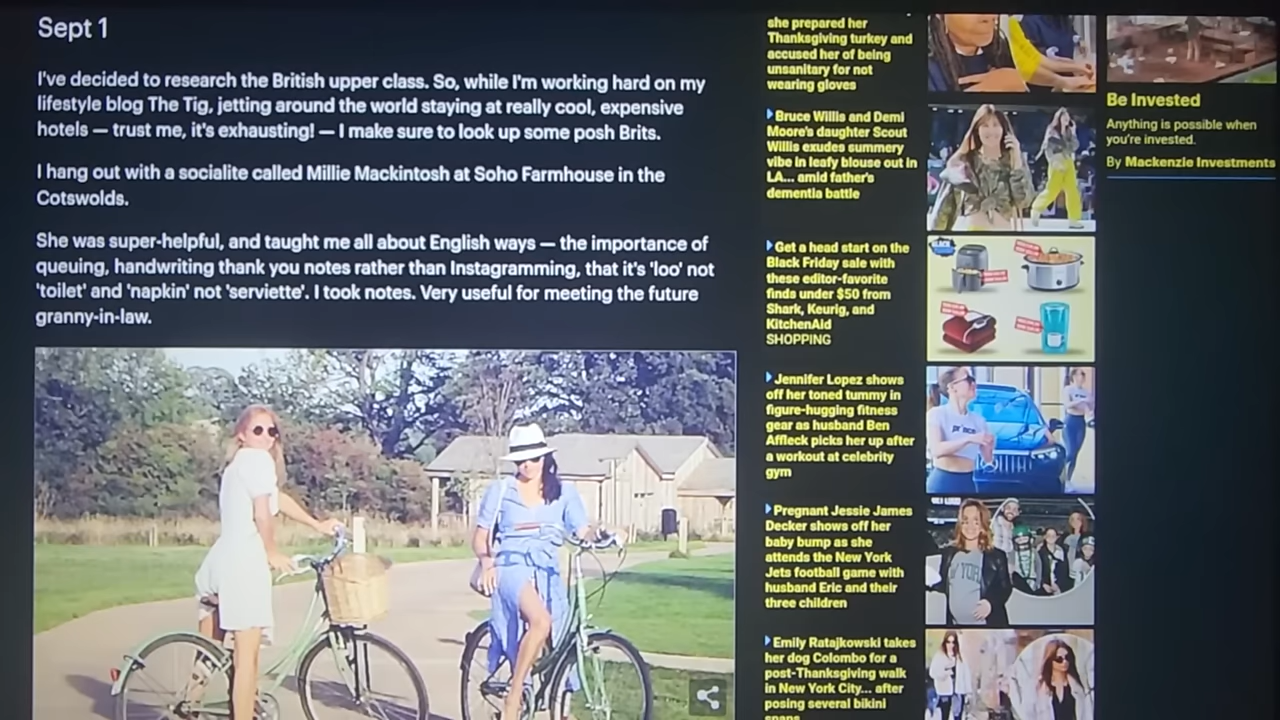 Sept 1
I've decided to research the British upper class. So, while I'm working hard on my
lifestyle blog The Tig, jetting around the world staying at really cool, expensive
hotels — trust me, it's exhausting! — I make sure to look up some posh Brits.
I hang out with a socialite called Millie Mackintosh at Soho Farmhouse in the
Cotswolds.
She was super-helpful, and taught me all about English ways — the importance of
queuing, handwriting thank you notes rather than Instagramming, that it's 'loo' not
'toilet' and 'napkin' not 'serviette'. I took notes. Very useful for meeting the future
granny-in-law.
she prepared her
Thanksgiving turkey and
accused her of being
unsanitary for not
wearing gloves
Bruce Willis and Demi
Moore's daughter Scout
Willis exudes summery
vibe in leafy blouse out in
LA... amid father's
dementia battle
Get a head start on the
Black Friday sale with
these editor-favorite
finds under $50 from
Shark, Keurig, and
KitchenAid
SHOPPING
Jennifer Lopez shows
off her toned tummy in
figure-hugging fitness
gear as husband Ben
Affleck picks her up after
a workout at celebrity
gym
Pregnant Jessie James
Decker shows off her
baby bump as she
attends the New York
Jets football game with
husband Eric and their
three children
Emily Ratajkowski takes
her dog Colombo for a
post-Thanksgiving walk
in New York City... after
posing several bikini
snaps
Be Invested
Anything is possible when
you're invested.
By Mackenzie Investments